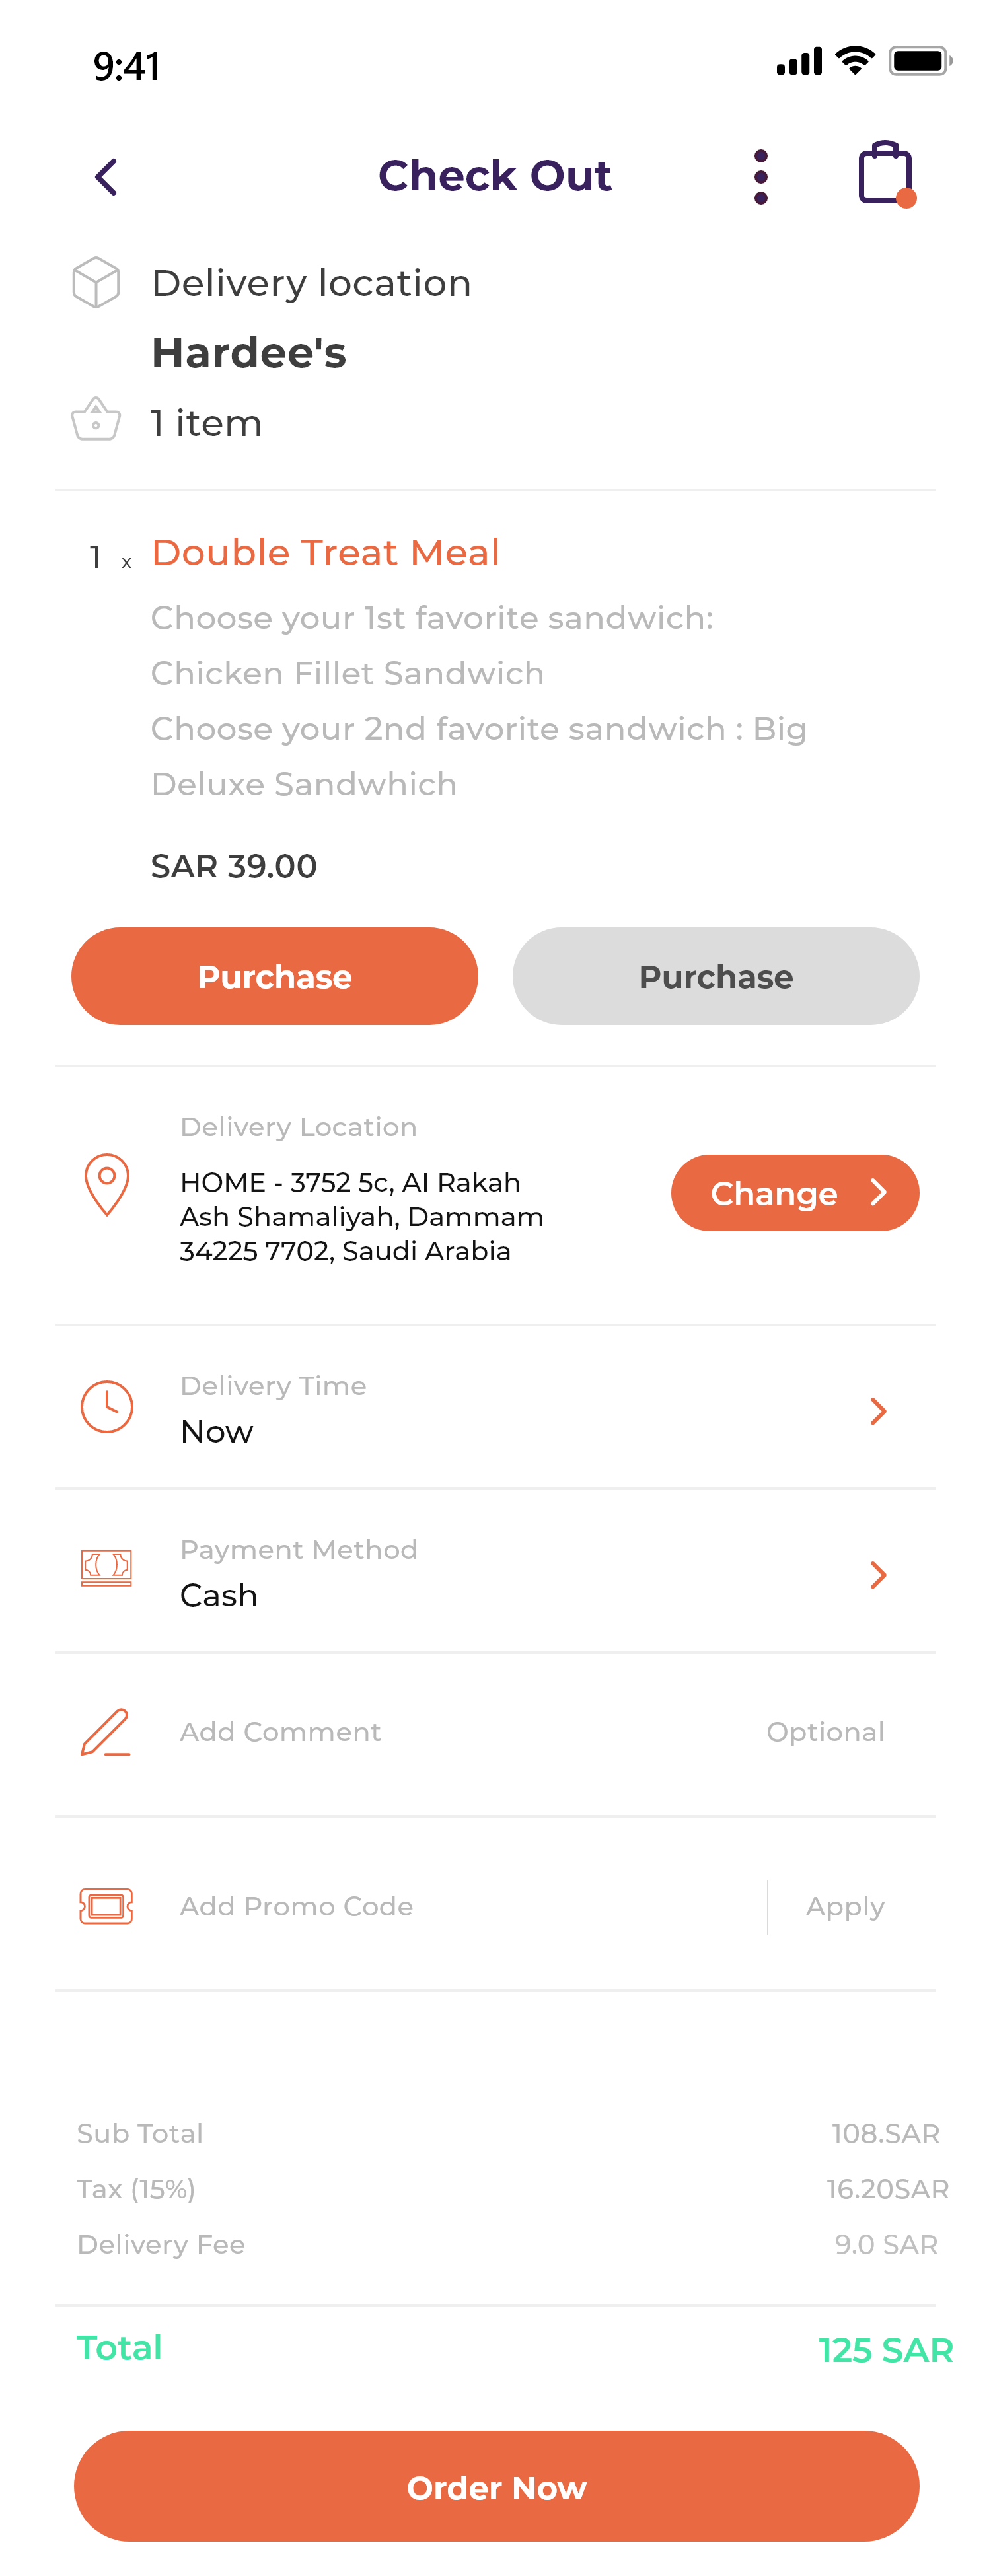 9:41
Check Out
Delivery location
Hardee's
1 item
1 x Double Treat Meal
Choose your 1st favorite sandwich:
Chicken Fillet Sandwich
Choose your 2nd favorite sandwich : Big
Deluxe Sandwhich
SAR 39.00
Purchase Purchase
Delivery Location
HOME - 3752 5c, AI Rakah
Ash Shamaliyah, Dammam
34225 7702, Saudi Arabia
Change
Delivery Time
Now
Payment Method
Cash
Add Comment Optional
Add Promo Code Apply
Sub Total 108.SAR
Tax (15%) 16.20SAR
Delivery Fee 9.0 SAR
Total 125 SAR
Order Now